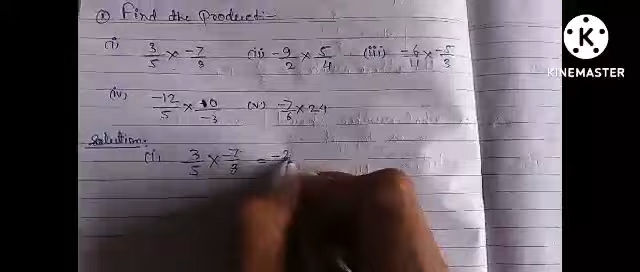 Find the Product:-
(i) 3/5 × -7/8 (ii) -9/2 × 5/4 (iii) -6/4 × -5/3
(iv) -12/5 × 10/-3 (v) -7/6 × 24
Solution:
(i) 3/5 × -7/8 = -2
KINEMASTER